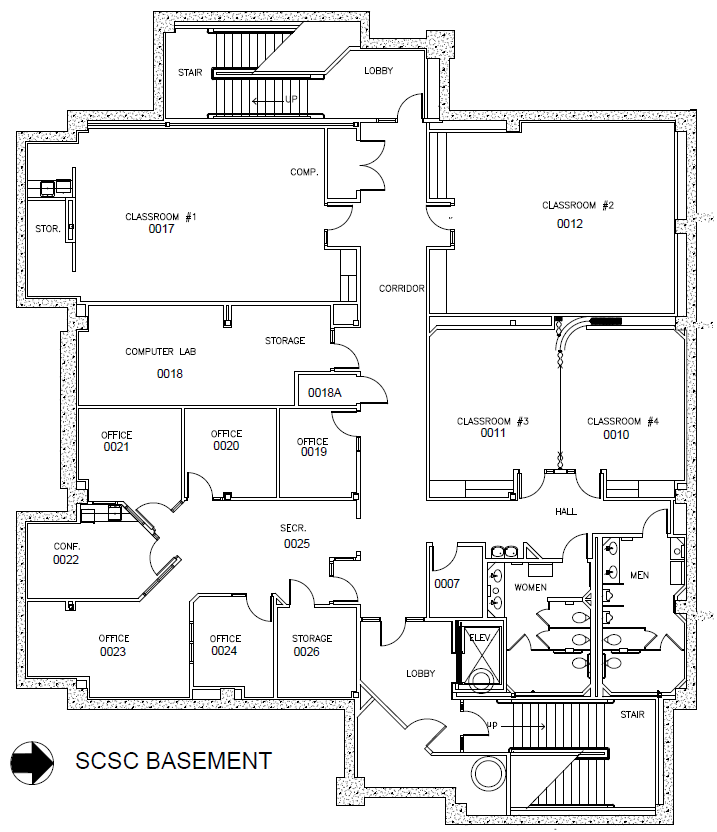 STAIR
LOBBY
UP
COMP.
CLASSROOM #1
0017
STOR.
CLASSROOM #2
0012
CORRIDOR
STORAGE
COMPUTER LAB
0018
0018A
CLASSROOM #3
0011
CLASSROOM #4
0010
OFFICE
0021
OFFICE
0020
OFFICE
0019
HALL
SECR.
0025
CONF.
0022
0007
WOMEN
MEN
OFFICE
0023
OFFICE
0024
STORAGE
0026
ELEV.
LOBBY
UP
STAIR
SCSC BASEMENT